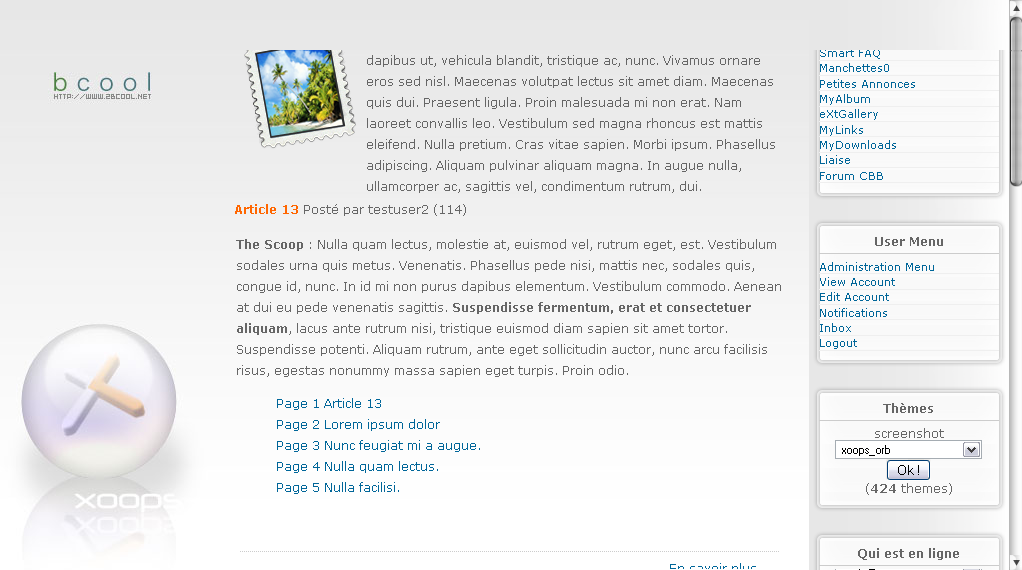 bcool
HTTP://WWW.2BCOOL.NET
dapibus ut, vehicula blandit, tristique ac, nunc. Vivamus ornare
eros sed nisl. Maecenas volutpat lectus sit amet diam. Maecenas
quis dui. Praesent ligula. Proin malesuada mi non erat. Nam
laoreet convallis leo. Vestibulum sed magna rhoncus est mattis
eleifend. Nulla pretium. Cras vitae sapien. Morbi ipsum. Phasellus
adipiscing. Aliquam pulvinar aliquam magna. In augue nulla,
ullamcorper ac, sagittis vel, condimentum rutrum, dui.
Article 13 Posté par testuser2 (114)
The Scoop : Nulla quam lectus, molestie at, euismod vel, rutrum eget, est. Vestibulum
sodales urna quis metus. Venenatis. Phasellus pede nisi, mattis nec, sodales quis,
congue id, nunc. In id mi non purus dapibus elementum. Vestibulum commodo. Aenean
at dui eu pede venenatis sagittis. Suspendisse fermentum, erat et consectetuer
aliquam, lacus ante rutrum nisi, tristique euismod diam sapien sit amet tortor.
Suspendisse potenti. Aliquam rutrum, ante eget sollicitudin auctor, nunc arcu facilisis
risus, egestas nonummy massa sapien eget turpis. Proin odio.
Page 1 Article 13
Page 2 Lorem ipsum dolor
Page 3 Nunc feugiat mi a augue.
Page 4 Nulla quam lectus.
Page 5 Nulla facilisi.
En savoir plus
xoops
Smart FAQ
Manchettes0
Petites Annonces
MyAlbum
eXtGallery
MyLinks
MyDownloads
Liaise
Forum CBB
User Menu
Administration Menu
View Account
Edit Account
Notifications
Inbox
Logout
Thèmes
screenshot
xoops_orb
Ok !
(424 themes)
Qui est en ligne